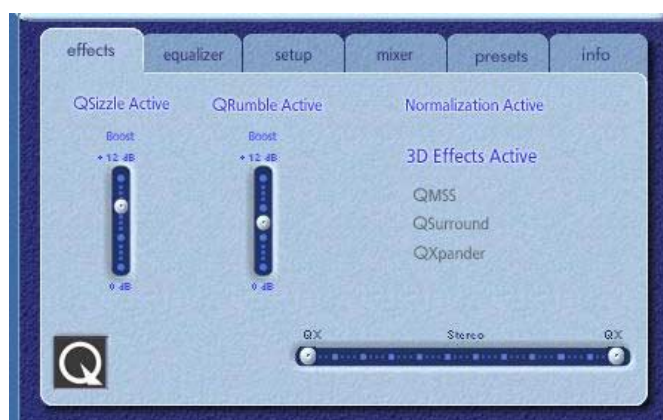 effects equalizer setup mixer presets info
QSizzle Active QRumble Active Normalization Active
Boost Boost
+ 12 dB + 12 dB
3D Effects Active
QMSS
QSurround
QXpander
0 dB 0 dB
QX Stereo QX
Q